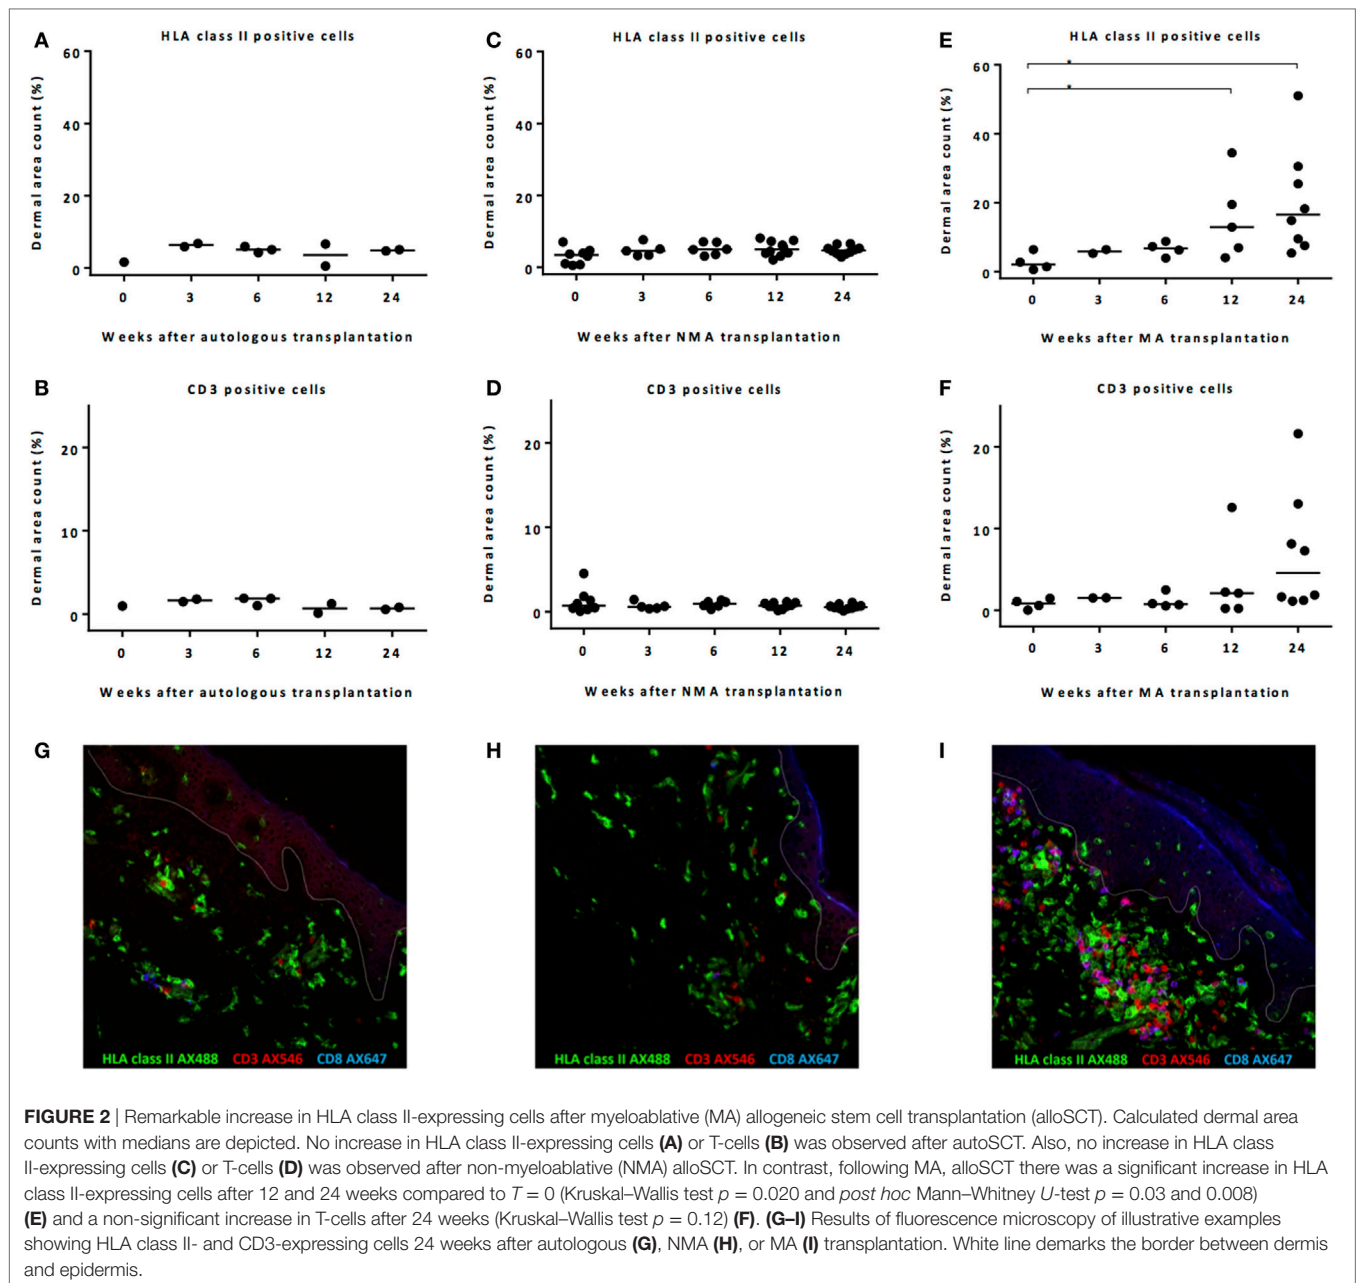 A
HLA class II positive cells
60
40
20
0
Dermal area count (%)
0 3 6 12 24
Weeks after autologous transplantation
C
HLA class II positive cells
60
40
20
0
Dermal area count (%)
0 3 6 12 24
Weeks after NMA transplantation
E
HLA class II positive cells
60
40
20
0
Dermal area count (%)
* 
*
0 3 6 12 24
Weeks after MA transplantation
B
CD3 positive cells
20
10
0
Dermal area count (%)
0 3 6 12 24
Weeks after autologous transplantation
D
CD3 positive cells
20
10
0
Dermal area count (%)
0 3 6 12 24
Weeks after NMA transplantation
F
CD3 positive cells
20
10
0
Dermal area count (%)
0 3 6 12 24
Weeks after MA transplantation
G
HLA class II AX488 CD3 AX546 CD8 AX647
H
HLA class II AX488 CD3 AX546 CD8 AX647
I
HLA class II AX488 CD3 AX546 CD8 AX647
FIGURE 2 | Remarkable increase in HLA class II-expressing cells after myeloablative (MA) allogeneic stem cell transplantation (alloSCT). Calculated dermal area
counts with medians are depicted. No increase in HLA class II-expressing cells (A) or T-cells (B) was observed after autoSCT. Also, no increase in HLA class
II-expressing cells (C) or T-cells (D) was observed after non-myeloablative (NMA) alloSCT. In contrast, following MA, alloSCT there was a significant increase in HLA
class II-expressing cells after 12 and 24 weeks compared to T = 0 (Kruskal–Wallis test p = 0.020 and post hoc Mann–Whitney U-test p = 0.03 and 0.008)
(E) and a non-significant increase in T-cells after 24 weeks (Kruskal–Wallis test p = 0.12) (F). (G–I) Results of fluorescence microscopy of illustrative examples
showing HLA class II- and CD3-expressing cells 24 weeks after autologous (G), NMA (H), or MA (I) transplantation. White line demarks the border between dermis
and epidermis.